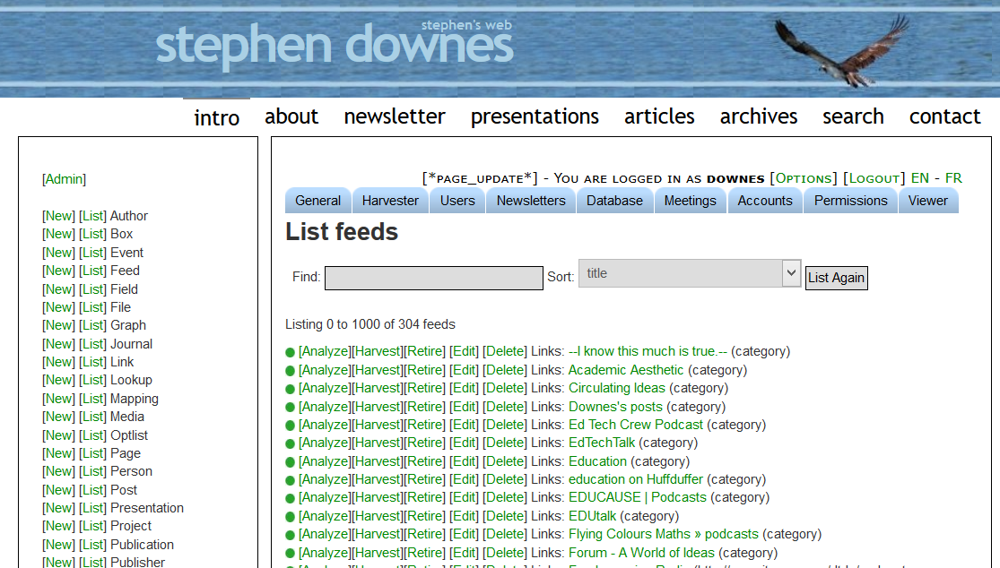 stephen's web
stephen downes
intro about newsletter presentations articles archives search contact
[Admin]
[New] [List] Author
[New] [List] Box
[New] [List] Event
[New] [List] Feed
[New] [List] Field
[New] [List] File
[New] [List] Graph
[New] [List] Journal
[New] [List] Link
[New] [List] Lookup
[New] [List] Mapping
[New] [List] Media
[New] [List] Optlist
[New] [List] Page
[New] [List] Person
[New] [List] Post
[New] [List] Presentation
[New] [List] Project
[New] [List] Publication
[New] [List] Publisher
[*page_update*] - You are logged in as downes [Options] [Logout] EN - FR
General Harvester Users Newsletters Database Meetings Accounts Permissions Viewer
List feeds
Find: Sort: title List Again
Listing 0 to 1000 of 304 feeds
[Analyze][Harvest][Retire] [Edit] [Delete] Links: --I know this much is true.-- (category)
[Analyze][Harvest][Retire] [Edit] [Delete] Links: Academic Aesthetic (category)
[Analyze][Harvest][Retire] [Edit] [Delete] Links: Circulating Ideas (category)
[Analyze][Harvest][Retire] [Edit] [Delete] Links: Downes's posts (category)
[Analyze][Harvest][Retire] [Edit] [Delete] Links: Ed Tech Crew Podcast (category)
[Analyze][Harvest][Retire] [Edit] [Delete] Links: EdTechTalk (category)
[Analyze][Harvest][Retire] [Edit] [Delete] Links: Education (category)
[Analyze][Harvest][Retire] [Edit] [Delete] Links: education on Huffduffer (category)
[Analyze][Harvest][Retire] [Edit] [Delete] Links: EDUCAUSE | Podcasts (category)
[Analyze][Harvest][Retire] [Edit] [Delete] Links: EDUtalk (category)
[Analyze][Harvest][Retire] [Edit] [Delete] Links: Flying Colours Maths » podcasts (category)
[Analyze][Harvest][Retire] [Edit] [Delete] Links: Forum - A World of Ideas (category)